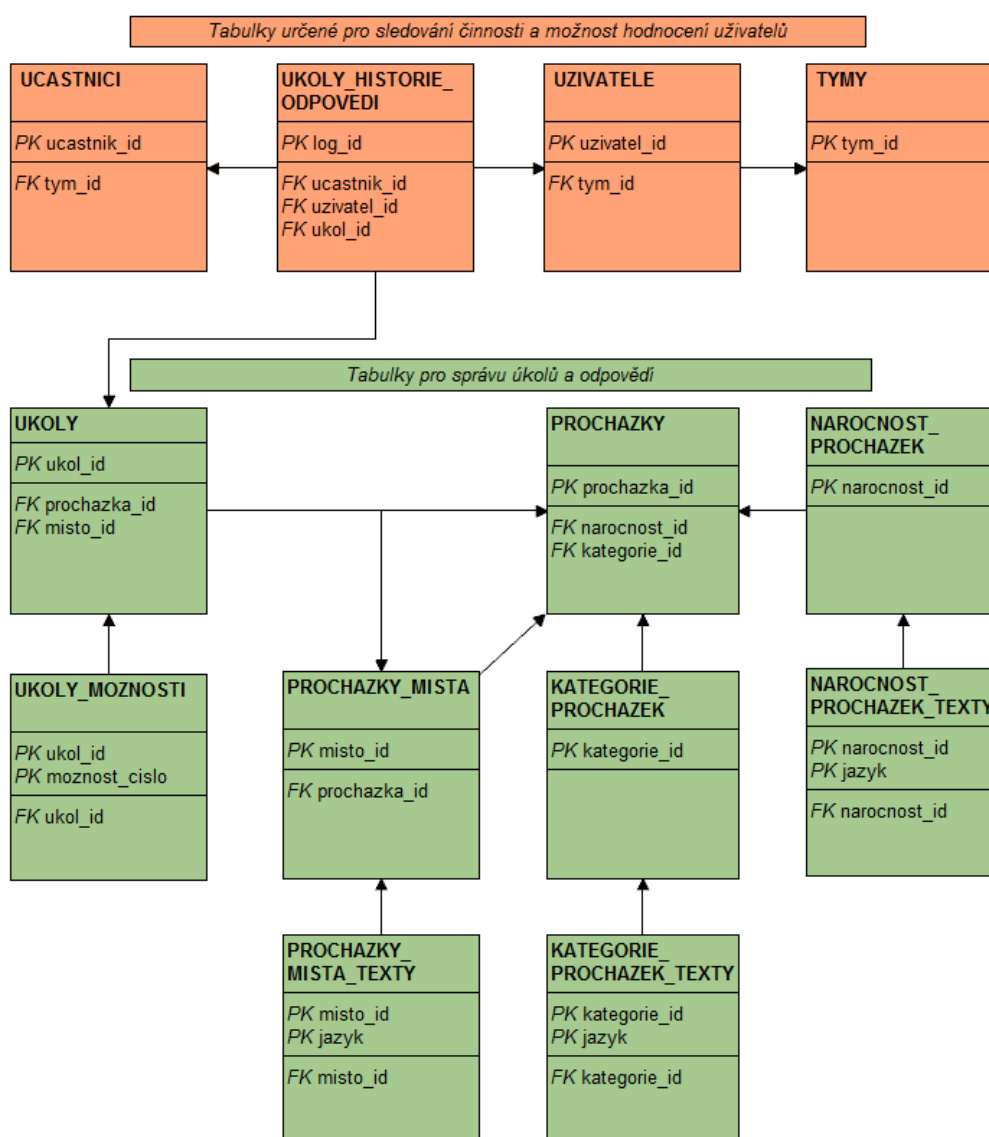 Tabulky určené pro sledování činnosti a možnost hodnocení uživatelů
UCASTNICI
PK ucastnik_id
FK tym_id
UKOLY_HISTORIE_
ODPOVEDI
PK log_id
FK ucastnik_id
FK uzivatel_id
FK ukol_id
UZIVATELE
PK uzivatel_id
FK tym_id
TYMY
PK tym_id
Tabulky pro správu úkolů a odpovědí
UKOLY
PK ukol_id
FK prochazka_id
FK misto_id
PROCHAZKY
PK prochazka_id
FK narocnost_id
FK kategorie_id
NAROCNOST_
PROCHAZEK
PK narocnost_id
UKOLY_MOZNOSTI
PK ukol_id
PK moznost_cislo
FK ukol_id
PROCHAZKY_MISTA
PK misto_id
FK prochazka_id
KATEGORIE_
PROCHAZEK
PK kategorie_id
NAROCNOST_
PROCHAZEK_TEXTY
PK narocnost_id
PK jazyk
FK narocnost_id
PROCHAZKY_
MISTA_TEXTY
PK misto_id
PK jazyk
FK misto_id
KATEGORIE_
PROCHAZEK_TEXTY
PK kategorie_id
PK jazyk
FK kategorie_id